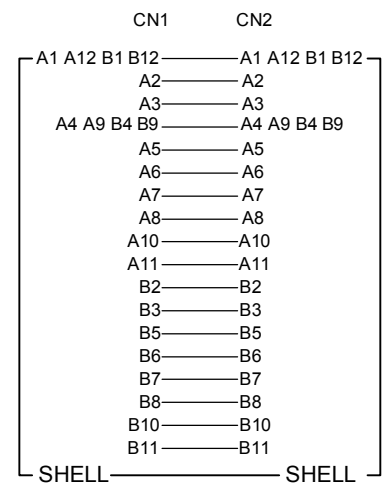 CN1 CN2
A1 A12 B1 B12 A1 A12 B1 B12
A2 A2
A3 A3
A4 A9 B4 B9 A4 A9 B4 B9
A5 A5
A6 A6
A7 A7
A8 A8
A10 A10
A11 A11
B2 B2
B3 B3
B5 B5
B6 B6
B7 B7
B8 B8
B10 B10
B11 B11
SHELL SHELL